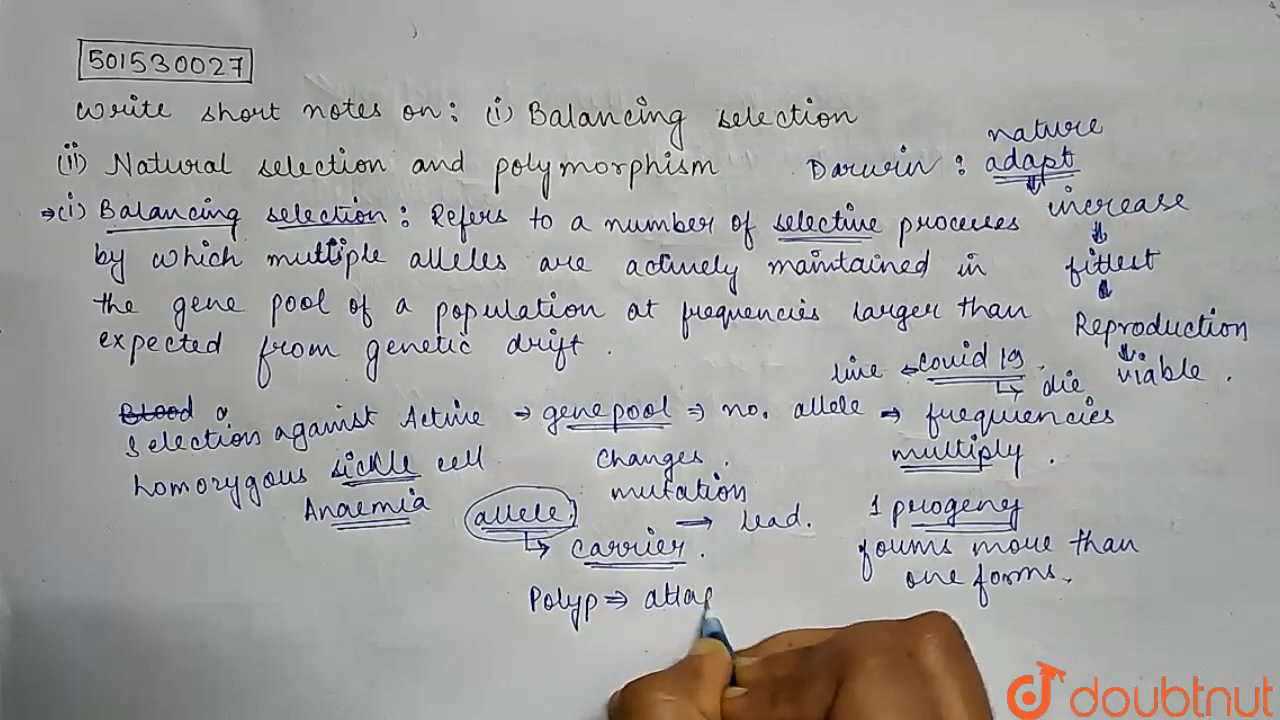 501530027
Write short notes on: (i) Balancing selection
(ii) Natural selection and polymorphism
Darwin : nature
adapt
increase
fittest
Reproduction
viable.
⇒(i) Balancing selection: Refers to a number of selective processes
by which multiple alleles are actively maintained in
the gene pool of a population at frequencies larger than
expected from genetic drift.
live ← Covid 19.
↳ die
Blood
Selection against Active ⇒ gene pool ⇒ no. allele ⇒ frequencies
homozygous sickle cell
Anaemia
changes.
mutation
multiply.
allele.
→ lead.
↳ carrier.
1 progeny
forms more than
one forms.
Polyp ⇒ attap
doubtnut